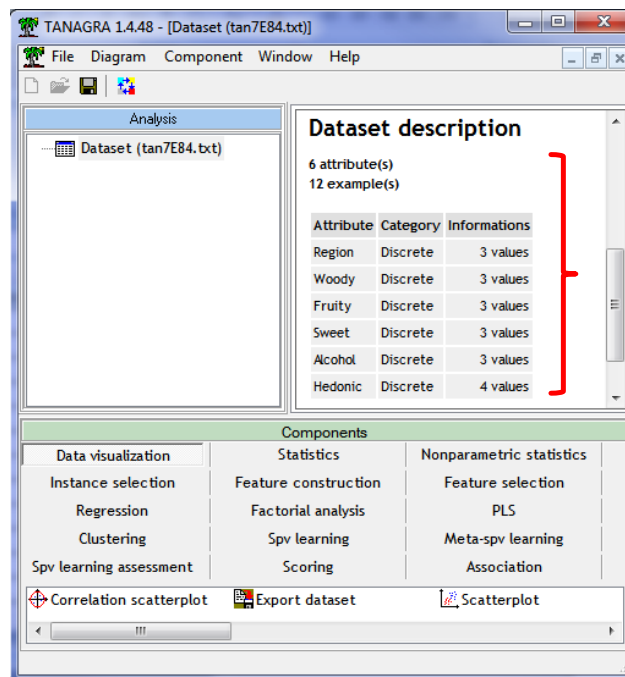 TANAGRA 1.4.48 - [Dataset (tan7E84.txt)]
File Diagram Component Window Help
Analysis
Dataset (tan7E84.txt)
Dataset description
6 attribute(s)
12 example(s)
Attribute Category Informations
Region Discrete 3 values
Woody Discrete 3 values
Fruity Discrete 3 values
Sweet Discrete 3 values
Alcohol Discrete 3 values
Hedonic Discrete 4 values
Components
Data visualization Statistics Nonparametric statistics
Instance selection Feature construction Feature selection
Regression Factorial analysis PLS
Clustering Spv learning Meta-spv learning
Spv learning assessment Scoring Association
Correlation scatterplot Export dataset Scatterplot